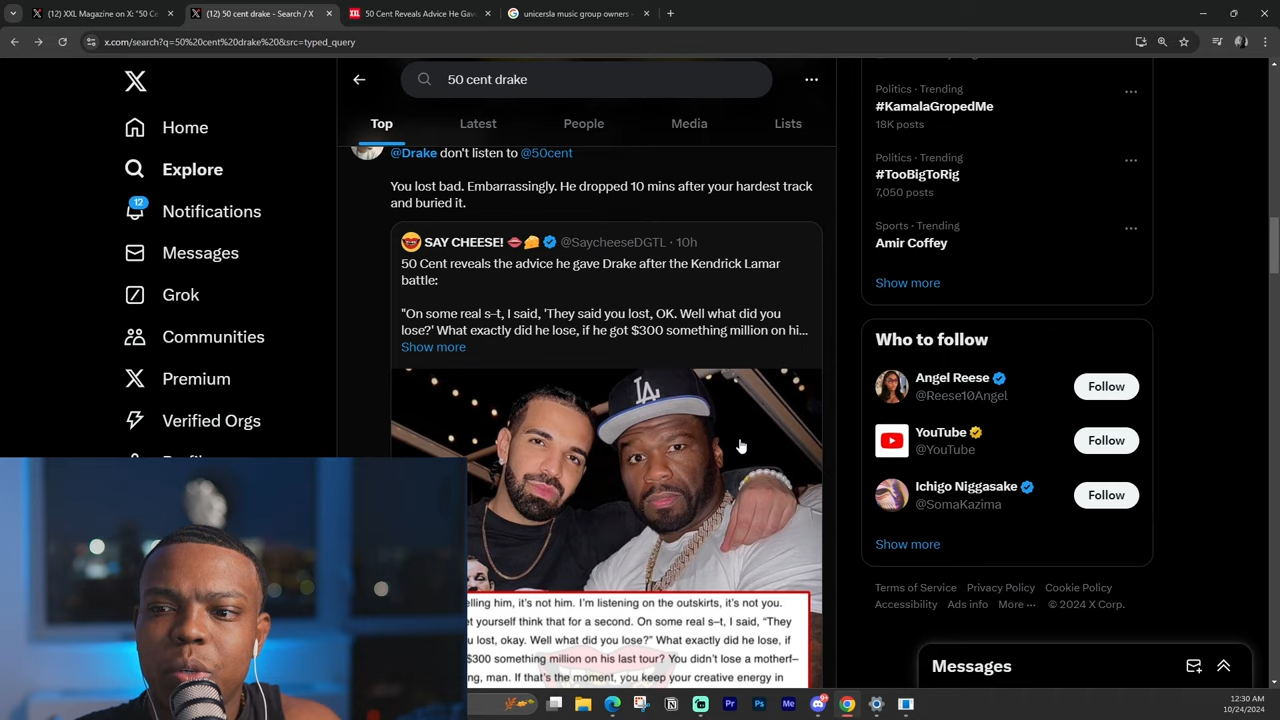 (12) XXL Magazine on X: "50 Ce
(12) 50 cent drake - Search / X
50 Cent Reveals Advice He Gav
unicersla music group owners -
x.com/search?q=50%20cent%20drake%20&src=typed_query
Home
Explore
12
Notifications
Messages
Grok
Communities
Premium
Verified Orgs
50 cent drake
Top
Latest
People
Media
Lists
@Drake don't listen to @50cent
You lost bad. Embarrassingly. He dropped 10 mins after your hardest track
and buried it.
SAY CHEESE! @SaycheeseDGTL · 10h
50 Cent reveals the advice he gave Drake after the Kendrick Lamar
battle:
"On some real s–t, I said, 'They said you lost, OK. Well what did you
lose?' What exactly did he lose, if he got $300 something million on hi...
Show more
LA
elling him, it's not him. I'm listening on the outskirts, it's not you.
et yourself think that for a second. On some real s–t, I said, "They
u lost, okay. Well what did you lose?" What exactly did he lose, if
$300 something million on his last tour? You didn't lose a motherf–
ng, man. If that's the moment, you keep your creative energy in
Politics · Trending
#KamalaGropedMe
18K posts
Politics · Trending
#TooBigToRig
7,050 posts
Sports · Trending
Amir Coffey
Show more
Who to follow
Angel Reese
@Reese10Angel
Follow
YouTube
@YouTube
Follow
Ichigo Niggasake
@SomaKazima
Follow
Show more
Terms of Service Privacy Policy Cookie Policy
Accessibility Ads info More ··· © 2024 X Corp.
Messages
12:30 AM
10/24/2024